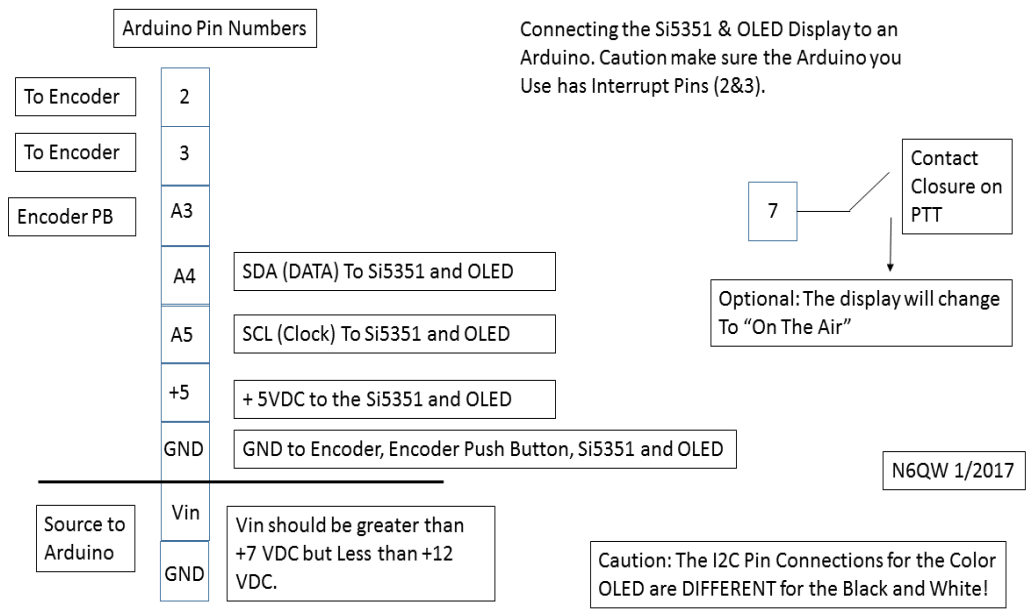 Arduino Pin Numbers
Connecting the Si5351 & OLED Display to an
Arduino. Caution make sure the Arduino you
Use has Interrupt Pins (2&3).
To Encoder
2
To Encoder
3
Encoder PB
A3
A4
SDA (DATA) To Si5351 and OLED
A5
SCL (Clock) To Si5351 and OLED
+5
+ 5VDC to the Si5351 and OLED
GND
GND to Encoder, Encoder Push Button, Si5351 and OLED
Source to
Arduino
Vin
GND
Vin should be greater than
+7 VDC but Less than +12
VDC.
7
Contact
Closure on
PTT
Optional: The display will change
To “On The Air”
N6QW 1/2017
Caution: The I2C Pin Connections for the Color
OLED are DIFFERENT for the Black and White!